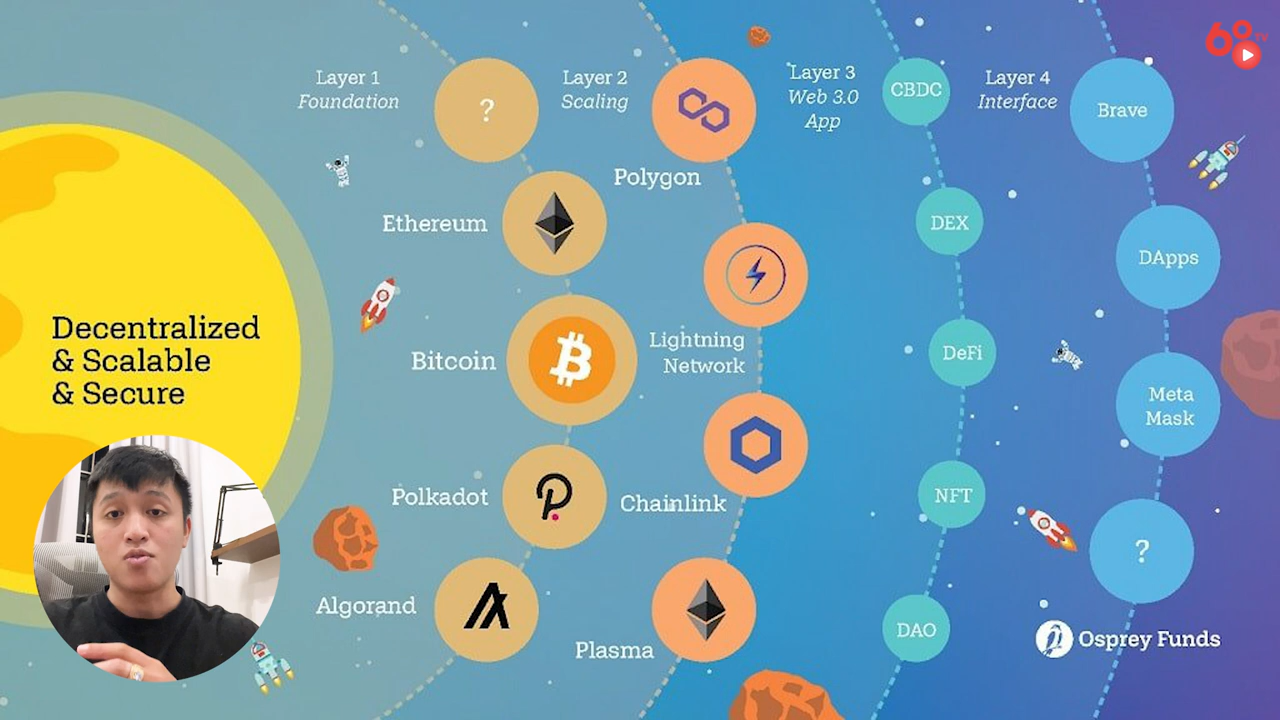 Layer 1
Foundation
?
Ethereum
Bitcoin
Polkadot
Algorand
Layer 2
Scaling
Polygon
Lightning
Network
Chainlink
Plasma
Layer 3
Web 3.0
App
CBDC
DEX
DeFi
NFT
DAO
Layer 4
Interface
Brave
DApps
Meta
Mask
?
Decentralized
& Scalable
& Secure
Osprey Funds
68